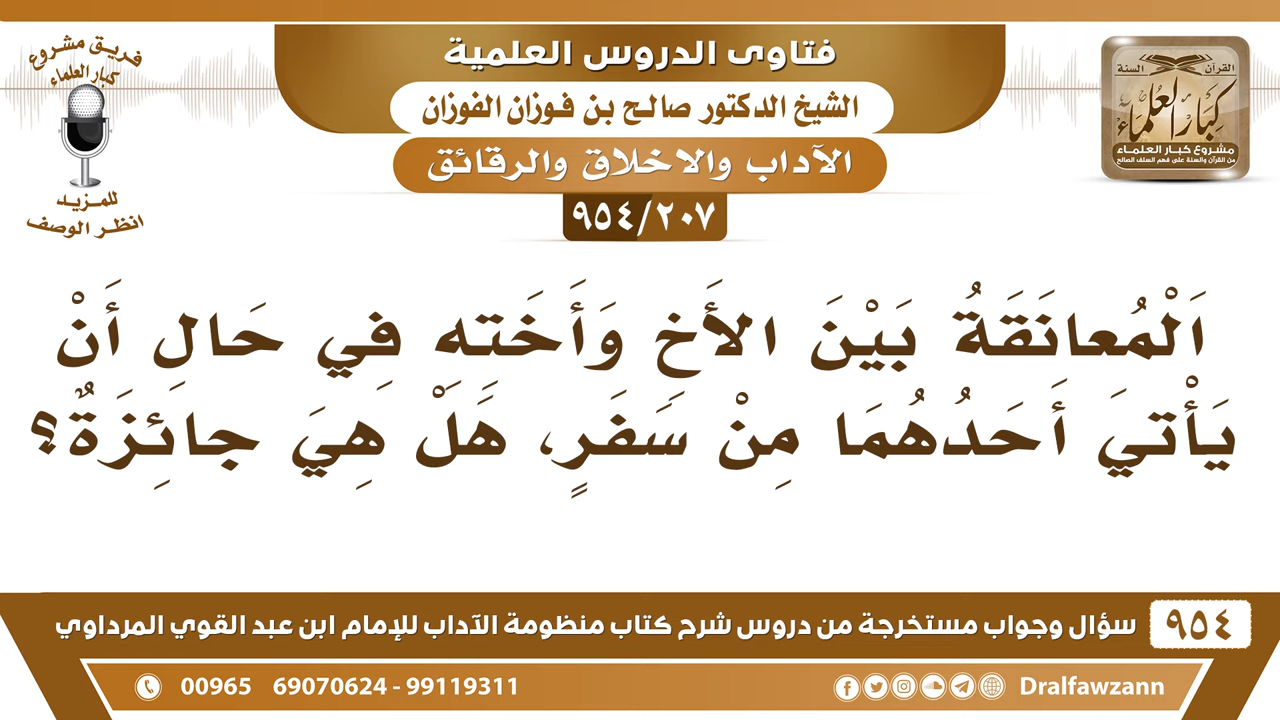 فريق مشروع
كبار العلماء
للمزيد
انظر الوصف
فتاوى الدروس العلمية
الشيخ الدكتور صالح بن فوزان الفوزان
الآداب والاخلاق والرقائق
٩٥٤/٢٠٧
القرآن السنة
كبار العلماء
مشروع كبار العلماء
من القرآن والسنة على فهم السلف الصالح
اَلْمُعانَقَةُ بَيْنَ الأَخ وَأَخَته فِي حَالِ أَنْ
يَأْتيَ أَحَدُهُمَا مِنْ سَفَرٍ، هَلْ هِيَ جائِزَةٌ؟
٩٥٤ سؤال وجواب مستخرجة من دروس شرح كتاب منظومة الآداب للإمام ابن عبد القوي المرداوي
00965 69070624 - 99119311
Dralfawzann